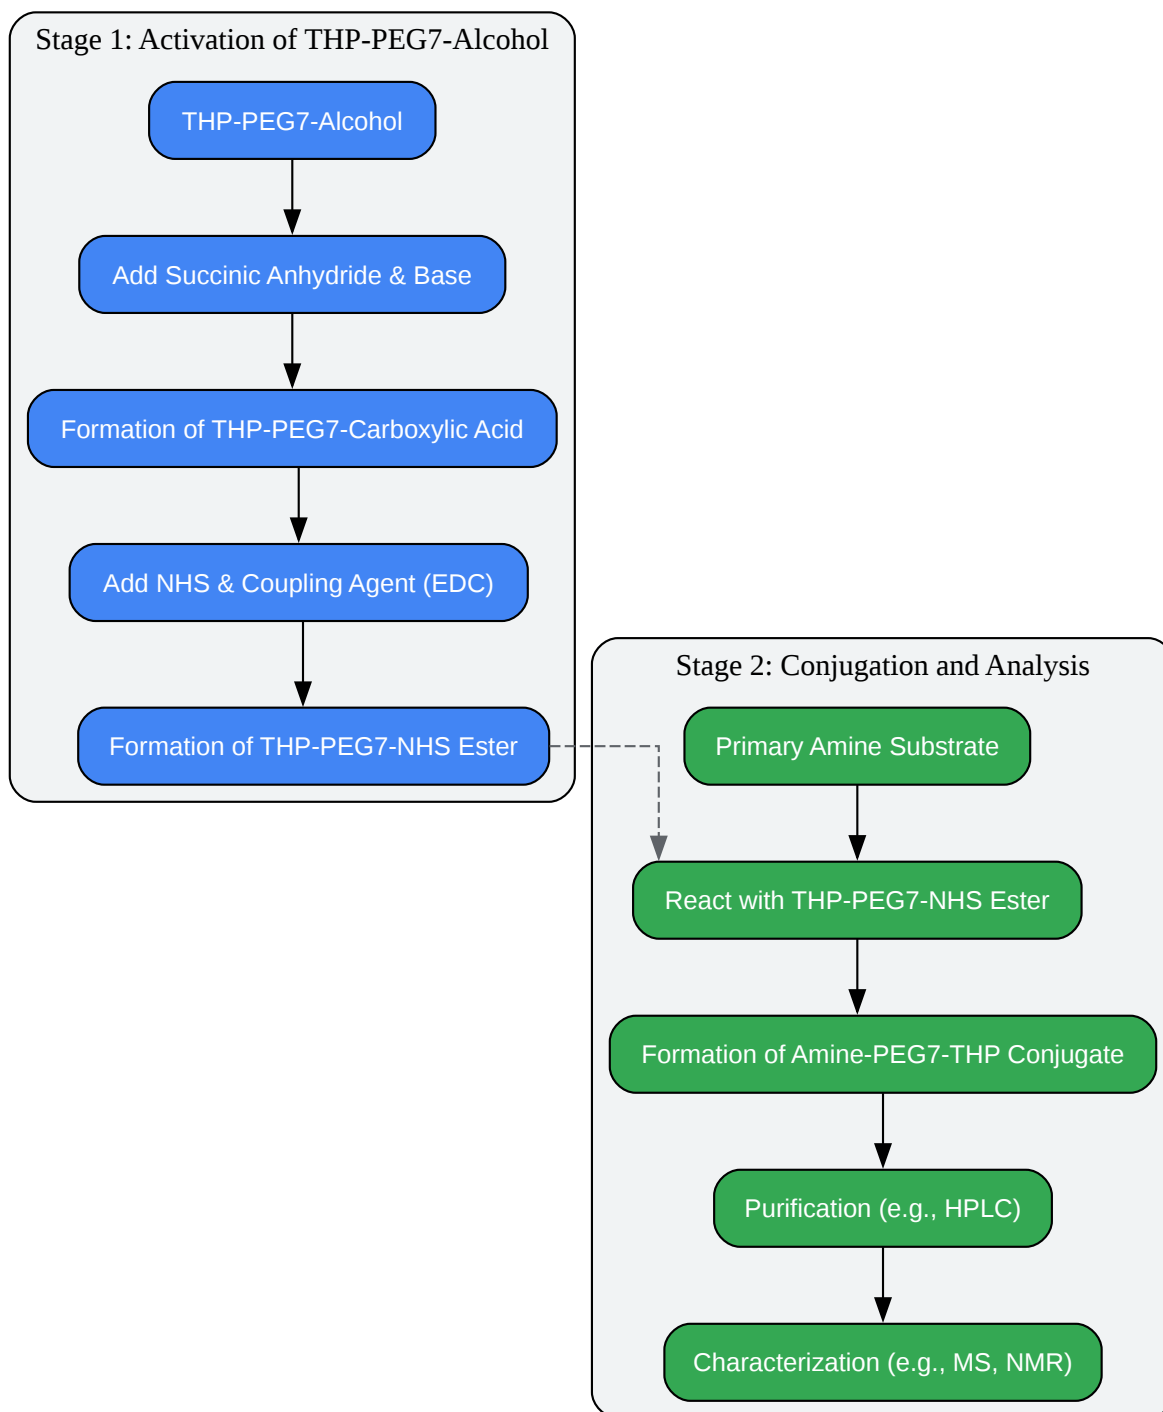 Stage 1: Activation of THP-PEG7-Alcohol
THP-PEG7-Alcohol
Add Succinic Anhydride & Base
Formation of THP-PEG7-Carboxylic Acid
Add NHS & Coupling Agent (EDC)
Formation of THP-PEG7-NHS Ester
Stage 2: Conjugation and Analysis
Primary Amine Substrate
React with THP-PEG7-NHS Ester
Formation of Amine-PEG7-THP Conjugate
Purification (e.g., HPLC)
Characterization (e.g., MS, NMR)